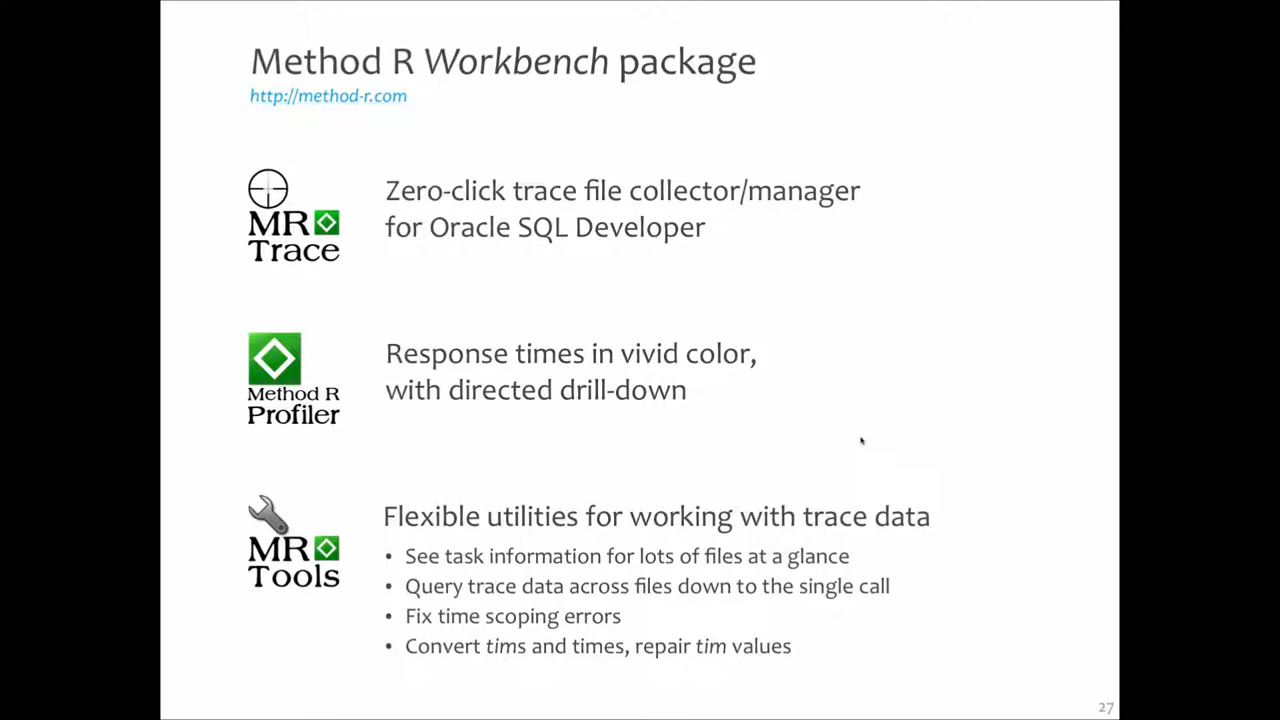 Method R Workbench package
http://method-r.com
MR
Trace
Zero-click trace file collector/manager
for Oracle SQL Developer
Method R
Profiler
Response times in vivid color,
with directed drill-down
MR
Tools
Flexible utilities for working with trace data
• See task information for lots of files at a glance
• Query trace data across files down to the single call
• Fix time scoping errors
• Convert tims and times, repair tim values
27